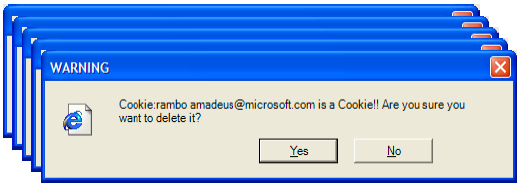 WARNING
Cookie:rambo amadeus@microsoft.com is a Cookie!! Are you sure you
want to delete it?
Yes No